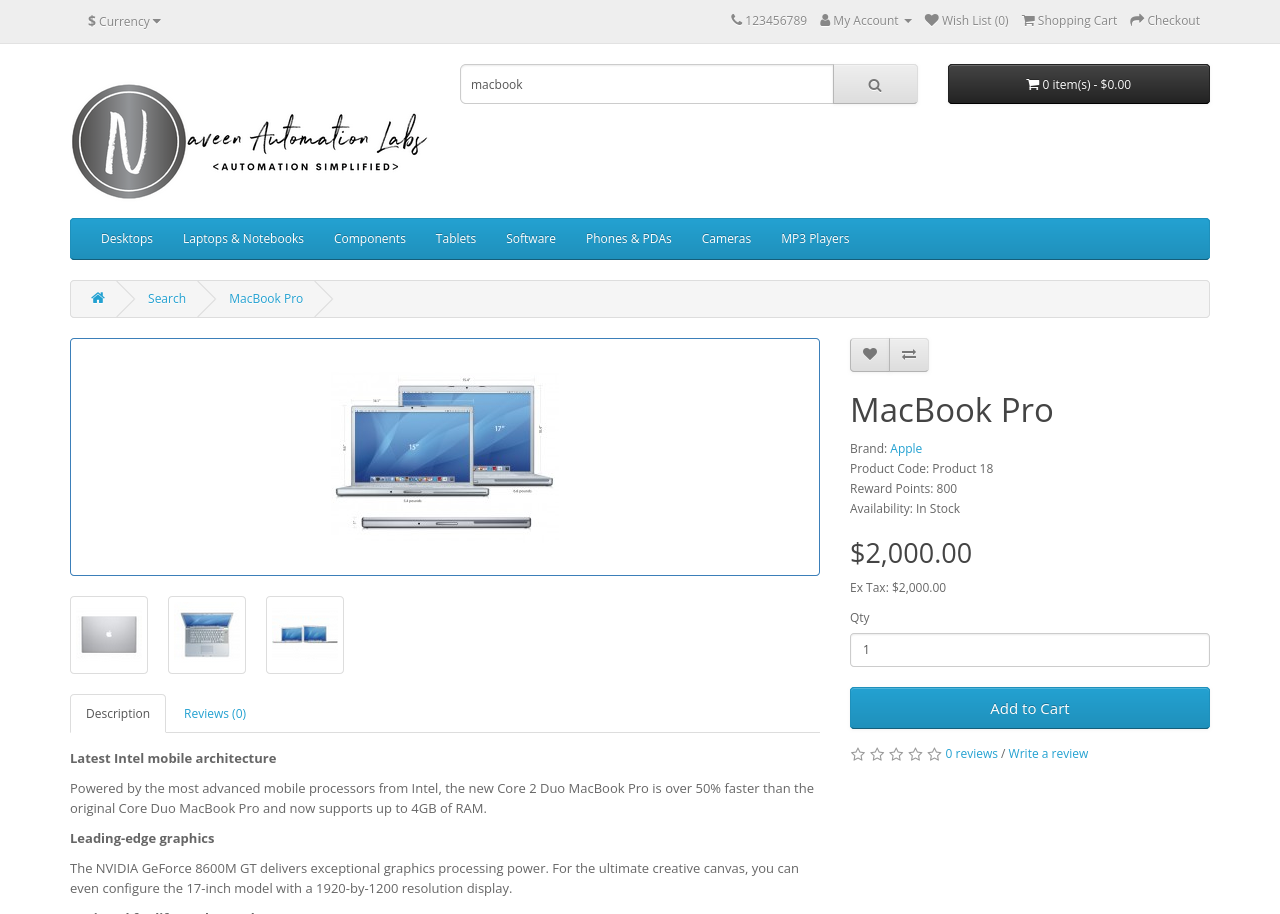 $ Currency
123456789 My Account Wish List (0) Shopping Cart Checkout
macbook
0 item(s) - $0.00
N aveen Automation Labs
<AUTOMATION SIMPLIFIED>
Desktops Laptops & Notebooks Components Tablets Software Phones & PDAs Cameras MP3 Players
Search MacBook Pro
15"
17"
MacBook Pro
Brand: Apple
Product Code: Product 18
Reward Points: 800
Availability: In Stock
$2,000.00
Ex Tax: $2,000.00
Qty
1
Add to Cart
0 reviews / Write a review
Description Reviews (0)
Latest Intel mobile architecture
Powered by the most advanced mobile processors from Intel, the new Core 2 Duo MacBook Pro is over 50% faster than the
original Core Duo MacBook Pro and now supports up to 4GB of RAM.
Leading-edge graphics
The NVIDIA GeForce 8600M GT delivers exceptional graphics processing power. For the ultimate creative canvas, you can
even configure the 17-inch model with a 1920-by-1200 resolution display.